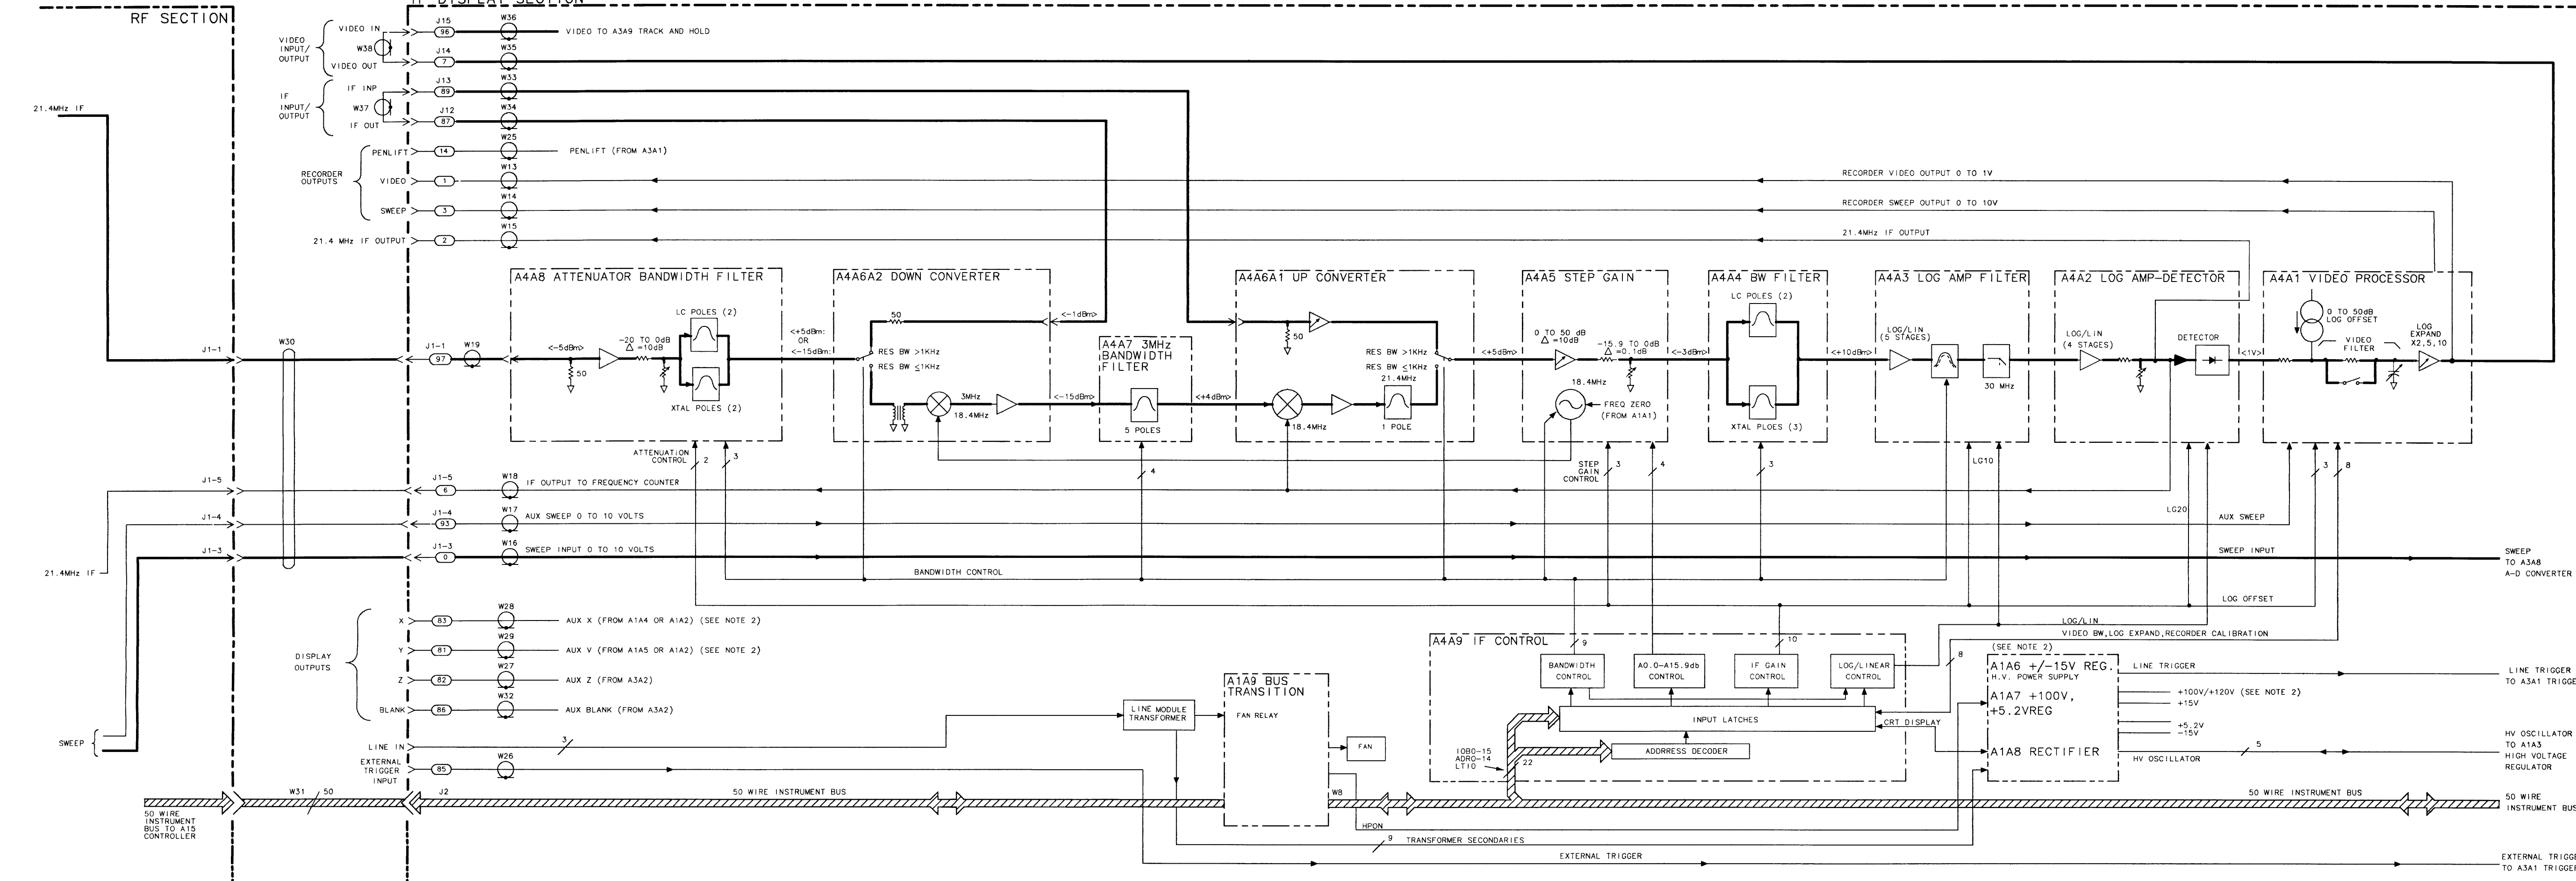 RF SECTION
IF DISPLAY SECTION
VIDEO INPUT/ OUTPUT
VIDEO IN
W38
VIDEO OUT
J15
96
W36
VIDEO TO A3A9 TRACK AND HOLD
J14
7
W35
IF INPUT/ OUTPUT
IF INP
W37
IF OUT
J13
89
W33
J12
87
W34
21.4MHz IF
RECORDER OUTPUTS
PENLIFT
14
W25
PENLIFT (FROM A3A1)
VIDEO
1
W13
RECORDER VIDEO OUTPUT 0 TO 1V
SWEEP
3
W14
RECORDER SWEEP OUTPUT 0 TO 10V
21.4 MHz IF OUTPUT
2
W15
21.4MHz IF OUTPUT
J1-1
W30
J1-1
97
W19
A4A8 ATTENUATOR BANDWIDTH FILTER
<-5dBm>
50
-20 TO 0dB
△ =10dB
LC POLES (2)
XTAL POLES (2)
<+5dBm:
OR
<-15dBm:
A4A6A2 DOWN CONVERTER
50
RES BW >1KHz
RES BW ≤1KHz
3MHz
18.4MHz
<-1dBm>
<-15dBm>
A4A7 3MHz
BANDWIDTH
FILTER
5 POLES
<+4dBm>
A4A6A1 UP CONVERTER
50
RES BW >1KHz
RES BW ≤1KHz
21.4MHz
18.4MHz
1 POLE
<+5dBm>
A4A5 STEP GAIN
0 TO 50 dB
△ =10dB
-15.9 TO 0dB
△ =0.1dB
18.4MHz
FREQ ZERO
(FROM A1A1)
<-3dBm>
A4A4 BW FILTER
LC POLES (2)
XTAL PLOES (3)
<+10dBm>
A4A3 LOG AMP FILTER
LOG/LIN
(5 STAGES)
30 MHz
A4A2 LOG AMP-DETECTOR
LOG/LIN
(4 STAGES)
DETECTOR
<1V>
A4A1 VIDEO PROCESSOR
0 TO 50dB
LOG OFFSET
VIDEO
FILTER
LOG
EXPAND
X2,5,10
ATTENUATION
CONTROL
2
3
4
STEP
GAIN
CONTROL
3
4
3
LG10
LG20
3
8
J1-5
J1-5
6
W18
IF OUTPUT TO FREQUENCY COUNTER
J1-4
J1-4
93
W17
AUX SWEEP 0 TO 10 VOLTS
AUX SWEEP
J1-3
J1-3
0
W16
SWEEP INPUT 0 TO 10 VOLTS
SWEEP INPUT
SWEEP
TO A3A8
A-D CONVERTER
21.4MHz IF
BANDWIDTH CONTROL
LOG OFFSET
LOG/LIN
VIDEO BW,LOG EXPAND,RECORDER CALIBRATION
DISPLAY
OUTPUTS
X
83
W28
AUX X (FROM A1A4 OR A1A2) (SEE NOTE 2)
Y
81
W29
AUX V (FROM A1A5 OR A1A2) (SEE NOTE 2)
Z
82
W27
AUX Z (FROM A3A2)
BLANK
86
W32
AUX BLANK (FROM A3A2)
SWEEP
LINE IN
3
EXTERNAL
TRIGGER
INPUT
85
W26
LINE MODULE
TRANSFORMER
A1A9 BUS
TRANSITION
FAN RELAY
FAN
A4A9 IF CONTROL
9
10
8
BANDWIDTH
CONTROL
A0.0-A15.9db
CONTROL
IF GAIN
CONTROL
LOG/LINEAR
CONTROL
INPUT LATCHES
ADDRRESS DECODER
IOBO-15
ADRO-14
LTIO
22
CRT DISPLAY
(SEE NOTE 2)
A1A6 +/-15V REG.
H.V. POWER SUPPLY
A1A7 +100V,
+5.2VREG
A1A8 RECTIFIER
LINE TRIGGER
LINE TRIGGER
TO A3A1 TRIGGE
+100V/+120V (SEE NOTE 2)
+15V
+5.2V
-15V
HV OSCILLATOR
5
HV OSCILLATOR
TO A1A3
HIGH VOLTAGE
REGULATOR
W31
50
J2
50 WIRE INSTRUMENT BUS
W8
50 WIRE INSTRUMENT BUS
50 WIRE
INSTRUMENT BUS
50 WIRE
INSTRUMENT
BUS TO A15
CONTROLLER
HPON
9
TRANSFORMER SECONDARIES
EXTERNAL TRIGGER
EXTERNAL TRIGGE
TO A3A1 TRIGGER